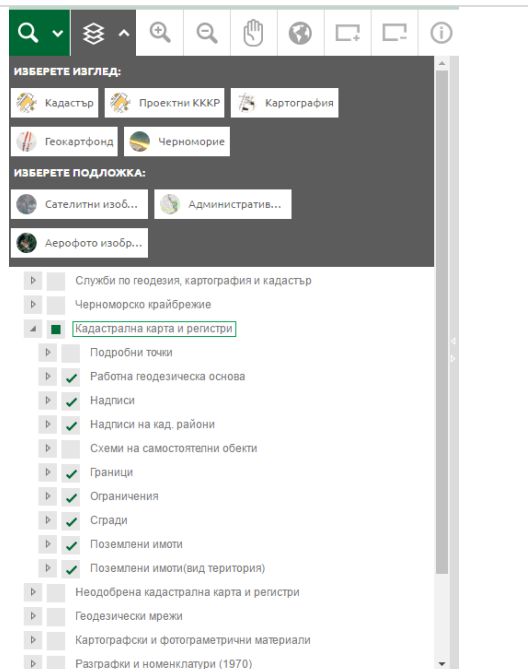 ИЗБЕРЕТЕ ИЗГЛЕД:
Кадастър Проектни КККР Картография
Геокартфонд Черноморие
ИЗБЕРЕТЕ ПОДЛОЖКА:
Сателитни изоб... Административ...
Аерофото изобр...
Служби по геодезия, картография и кадастър
Черноморско крайбрежие
Кадастрална карта и регистри
Подробни точки
Работна геодезическа основа
Надписи
Надписи на кад. райони
Схеми на самостоятелни обекти
Граници
Ограничения
Сгради
Поземлени имоти
Поземлени имоти(вид територия)
Неодобрена кадастрална карта и регистри
Геодезически мрежи
Картографски и фотограметрични материали
Разграфки и номенклатури (1970)